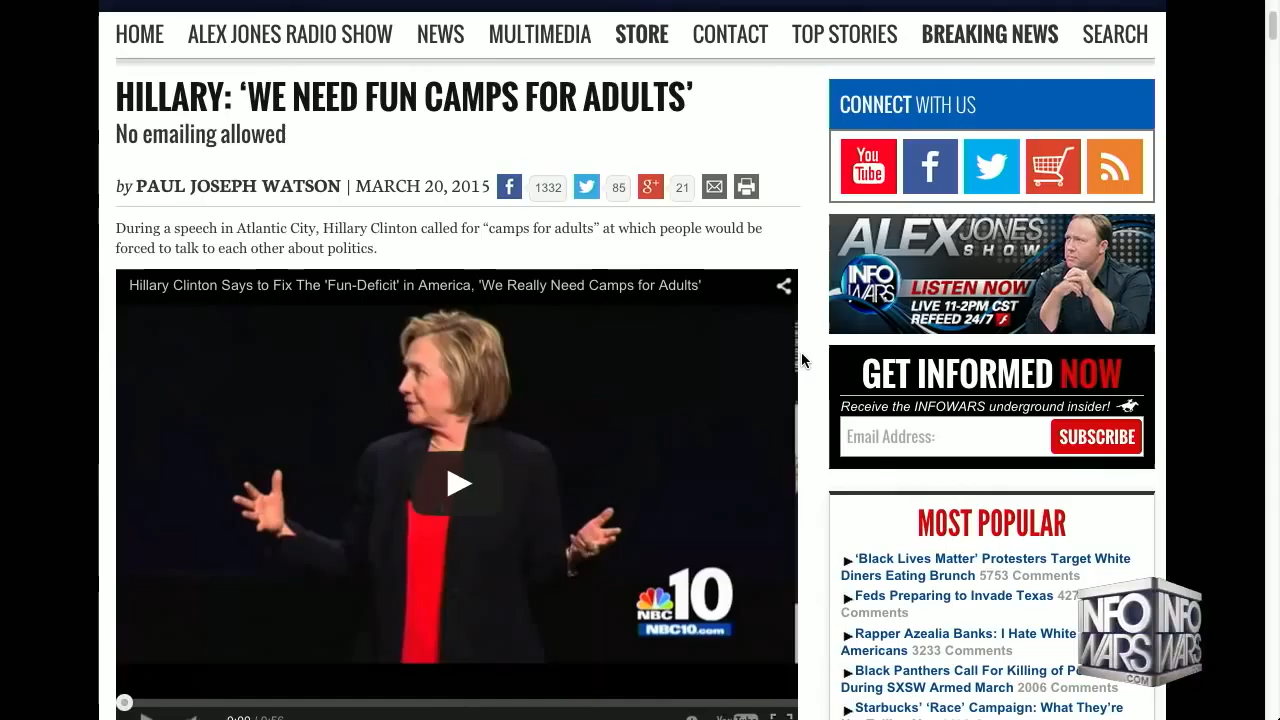 HOME ALEX JONES RADIO SHOW NEWS MULTIMEDIA STORE CONTACT TOP STORIES BREAKING NEWS SEARCH
HILLARY: ‘WE NEED FUN CAMPS FOR ADULTS’
No emailing allowed
by PAUL JOSEPH WATSON | MARCH 20, 2015 1332 85 g+ 21
During a speech in Atlantic City, Hillary Clinton called for “camps for adults” at which people would be
forced to talk to each other about politics.
Hillary Clinton Says to Fix The 'Fun-Deficit' in America, 'We Really Need Camps for Adults'
NBC 10
NBC10.com
CONNECT WITH US
You
Tube
ALEX JONES
SHOW
INFO
WARS
LISTEN NOW
LIVE 11-2PM CST
REFEED 24/7
GET INFORMED NOW
Receive the INFOWARS underground insider!
Email Address: SUBSCRIBE
MOST POPULAR
‘Black Lives Matter’ Protesters Target White
Diners Eating Brunch 5753 Comments
Feds Preparing to Invade Texas 427
Comments
Rapper Azealia Banks: I Hate White
Americans 3233 Comments
Black Panthers Call For Killing of
During SXSW Armed March 2006 Comments
Starbucks’ ‘Race’ Campaign: What They’re
INFO
WARS
.COM
INFO
WARS